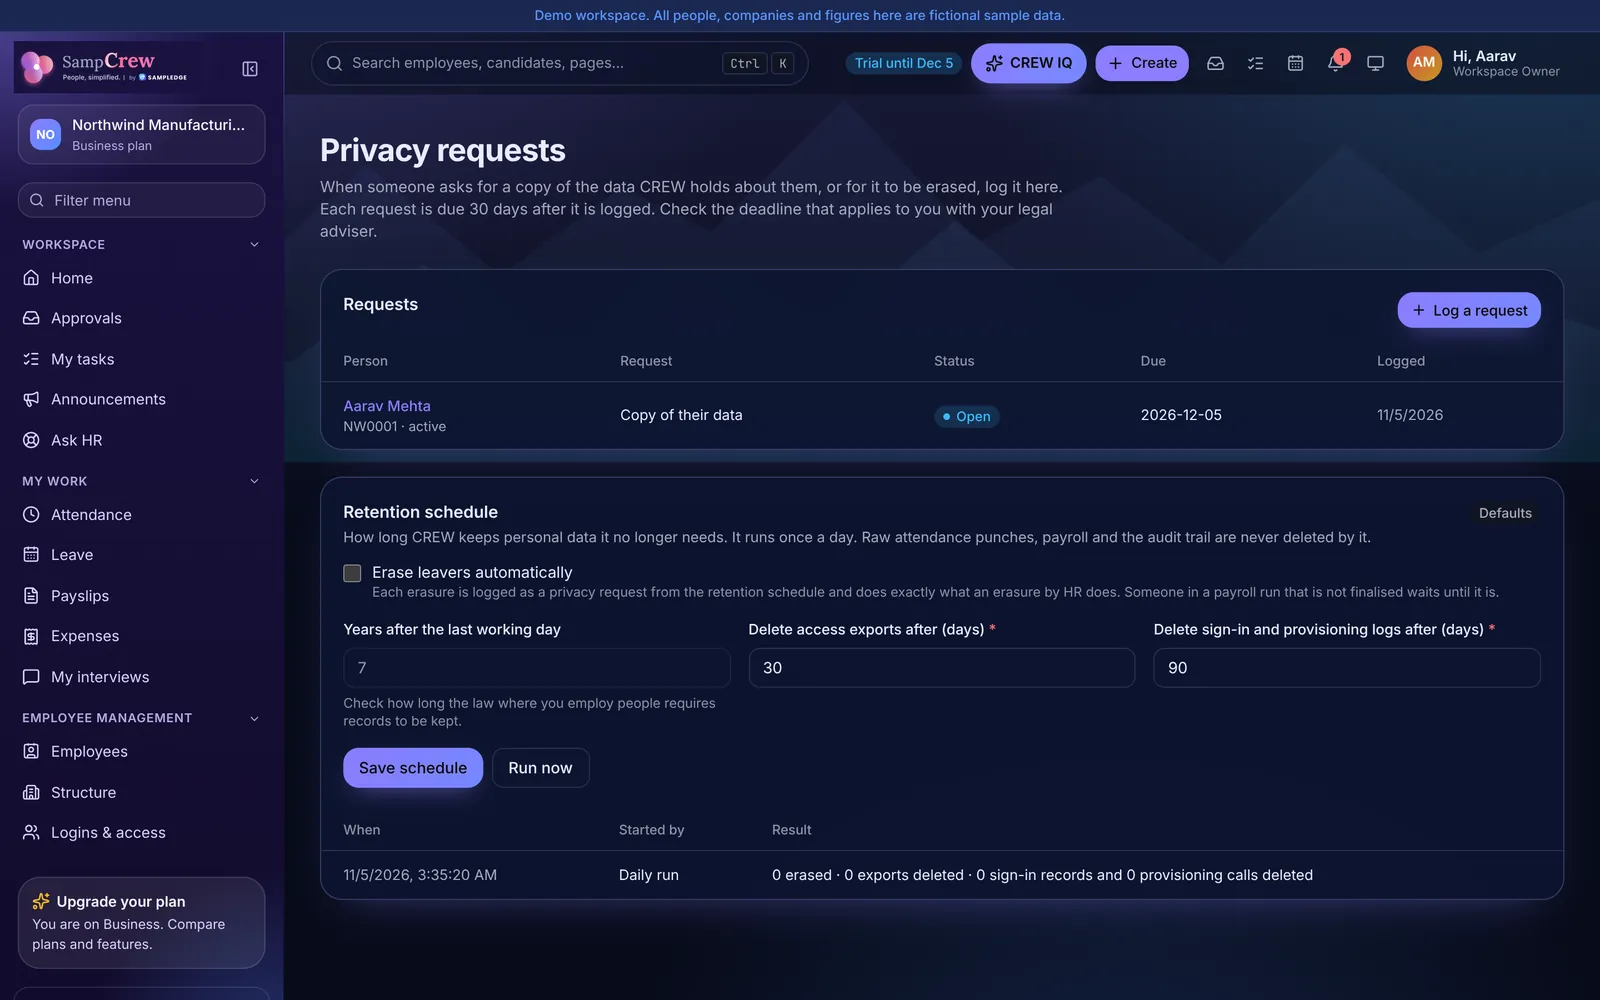 Demo workspace. All people, companies and figures here are fictional sample data.
SampCrew
People, simplified. | by SAMPLEDGE
Search employees, candidates, pages...
Ctrl K
Trial until Dec 5
CREW IQ
Create
1
AM
Hi, Aarav
Workspace Owner
NO
Northwind Manufacturi...
Business plan
Filter menu
WORKSPACE
Home
Approvals
My tasks
Announcements
Ask HR
MY WORK
Attendance
Leave
Payslips
Expenses
My interviews
EMPLOYEE MANAGEMENT
Employees
Structure
Logins & access
Upgrade your plan
You are on Business. Compare
plans and features.
Privacy requests
When someone asks for a copy of the data CREW holds about them, or for it to be erased, log it here.
Each request is due 30 days after it is logged. Check the deadline that applies to you with your legal
adviser.
Requests
Log a request
Person Request Status Due Logged
Aarav Mehta
NW0001 · active
Copy of their data
Open
2026-12-05
11/5/2026
Retention schedule
Defaults
How long CREW keeps personal data it no longer needs. It runs once a day. Raw attendance punches, payroll and the audit trail are never deleted by it.
Erase leavers automatically
Each erasure is logged as a privacy request from the retention schedule and does exactly what an erasure by HR does. Someone in a payroll run that is not finalised waits until it is.
Years after the last working day
7
Check how long the law where you employ people requires
records to be kept.
Delete access exports after (days) *
30
Delete sign-in and provisioning logs after (days) *
90
Save schedule
Run now
When Started by Result
11/5/2026, 3:35:20 AM Daily run 0 erased · 0 exports deleted · 0 sign-in records and 0 provisioning calls deleted